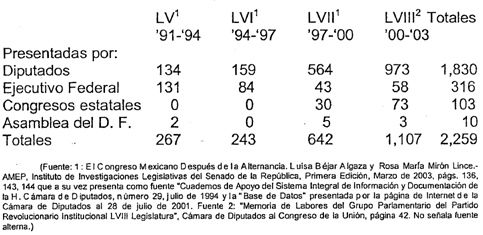 LV1 LVI1 LVII1 LVIII2 Totales
'91-'94 '94-'97 '97-'00 '00-'03
Presentadas por:
Diputados 134 159 564 973 1,830
Ejecutivo Federal 131 84 43 58 316
Congresos estatales 0 0 30 73 103
Asamblea del D. F. 2 0 5 3 10
Totales 267 243 642 1,107 2,259
(Fuente: 1: El Congreso Mexicano Después de la Alternancia. Luisa Béjar Algaza y Rosa María Mirón Lince.-
AMEP, Instituto de Investigaciones Legislativas del Senado de la República, Primera Edición, Marzo de 2003, págs. 136,
143, 144 que a su vez presenta como fuente "Cuadernos de Apoyo del Sistema Integral de Información y Documentación de
la H. Cámara de Diputados, número 29, julio de 1994 y la "Base de Datos" presentada por la página de Internet de la
Cámara de Diputados al 28 de julio de 2001. Fuente 2: "Memoria de Labores del Grupo Parlamentario del Partido
Revolucionario Institucional LVIII Legislatura", Cámara de Diputados al Congreso de la Unión, página 42. No señala fuente
alterna.)